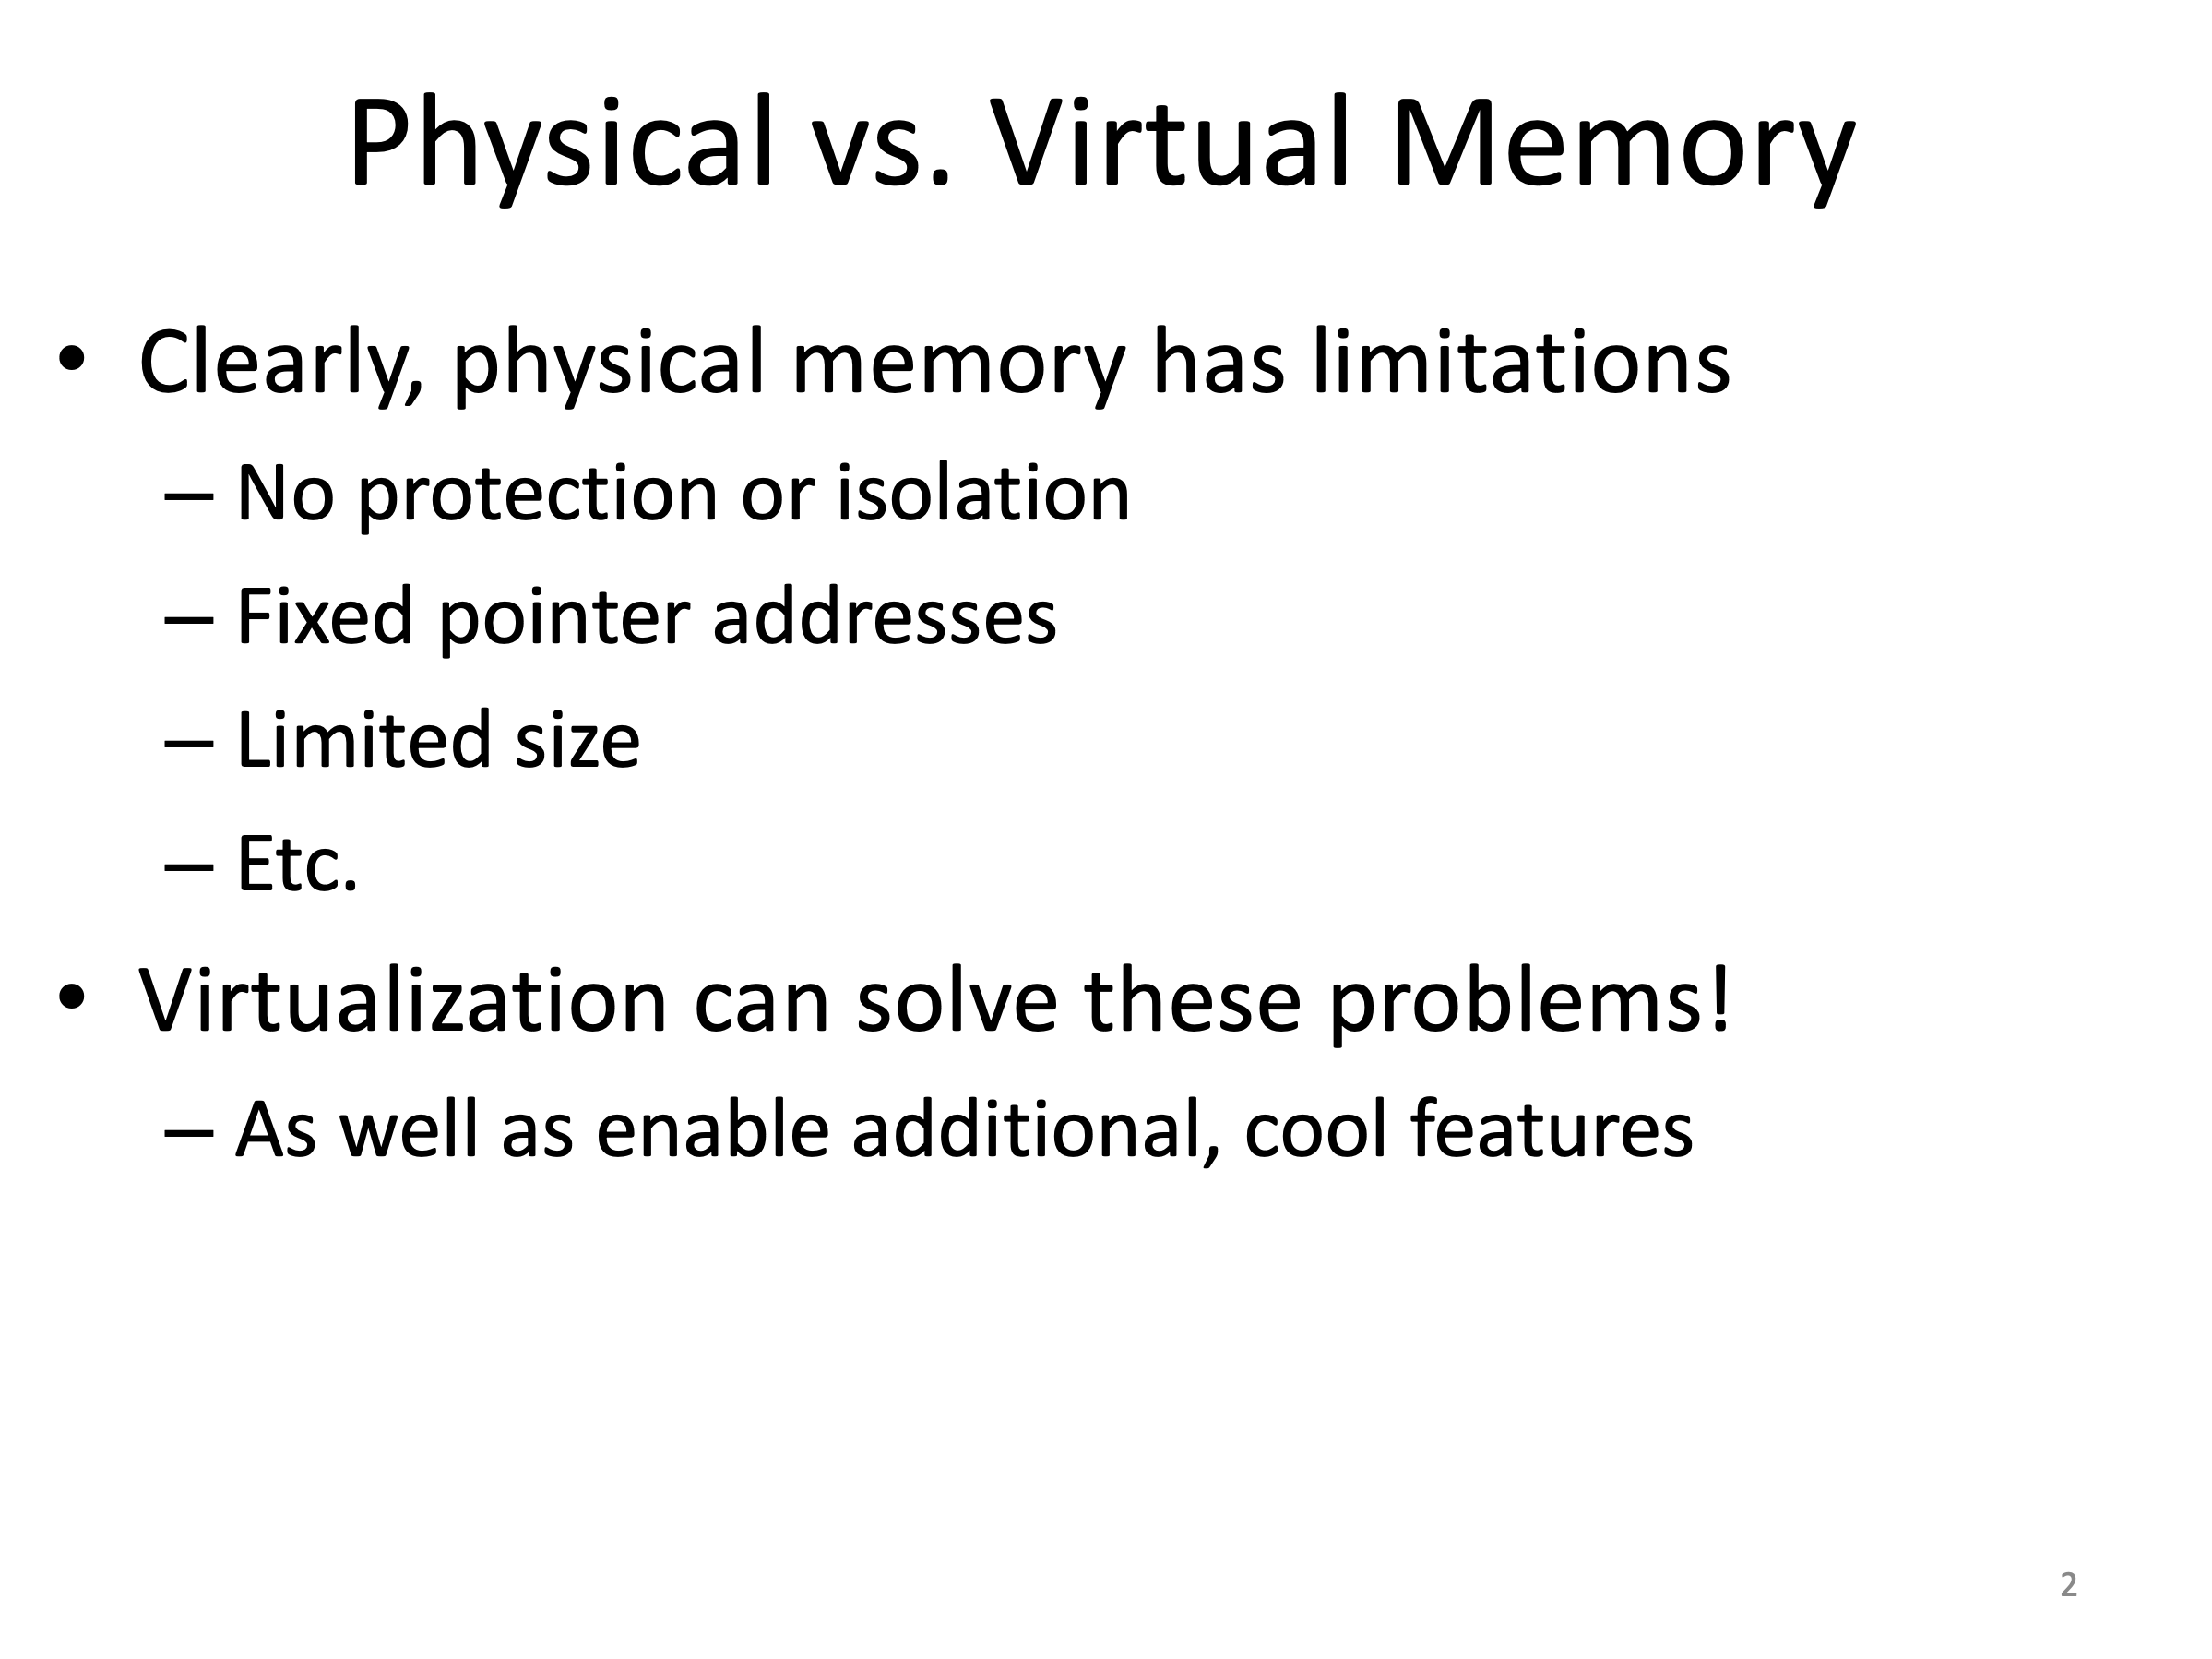 Physical vs. Virtual Memory
• Clearly, physical memory has limitations
– No protection or isolation
– Fixed pointer addresses
– Limited size
– Etc.
• Virtualization can solve these problems!
– As well as enable additional, cool features
2